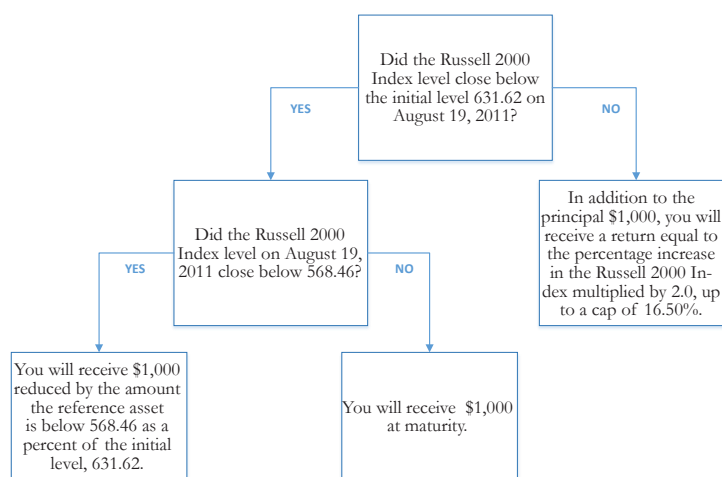 Did the Russell 2000
Index level close below
the initial level 631.62 on
August 19, 2011?
YES
NO
Did the Russell 2000
Index level on August 19,
2011 close below 568.46?
In addition to the
principal $1,000, you will
receive a return equal to
the percentage increase
in the Russell 2000 In-
dex multiplied by 2.0, up
to a cap of 16.50%.
YES
NO
You will receive $1,000
reduced by the amount
the reference asset
is below 568.46 as a
percent of the initial
level, 631.62.
You will receive $1,000
at maturity.